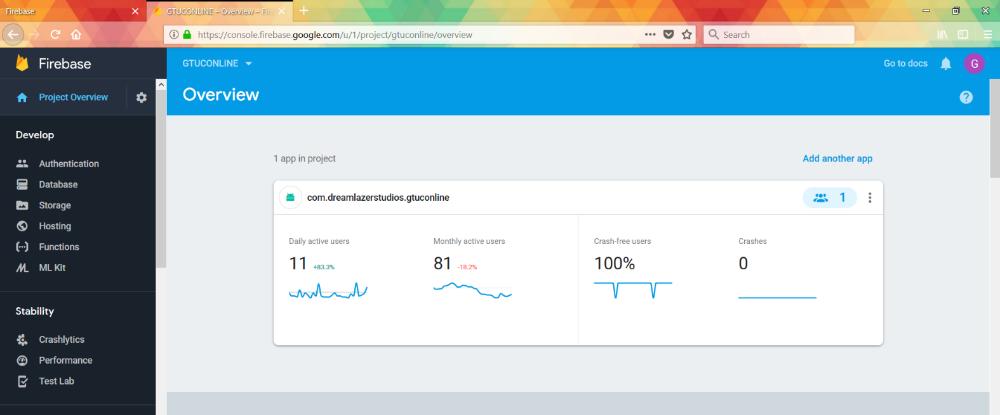 Firebase
GTUCONLINE – Overview – Fire
https://console.firebase.google.com/u/1/project/gtuconline/overview
Search
Firebase
GTUCONLINE
Go to docs
G
Project Overview
Overview
?
Develop
Authentication
Database
Storage
Hosting
Functions
ML Kit
Stability
Crashlytics
Performance
Test Lab
1 app in project
Add another app
com.dreamlazerstudios.gtuconline
1
Daily active users
11 +83.3%
Monthly active users
81 -18.2%
Crash-free users
100%
Crashes
0